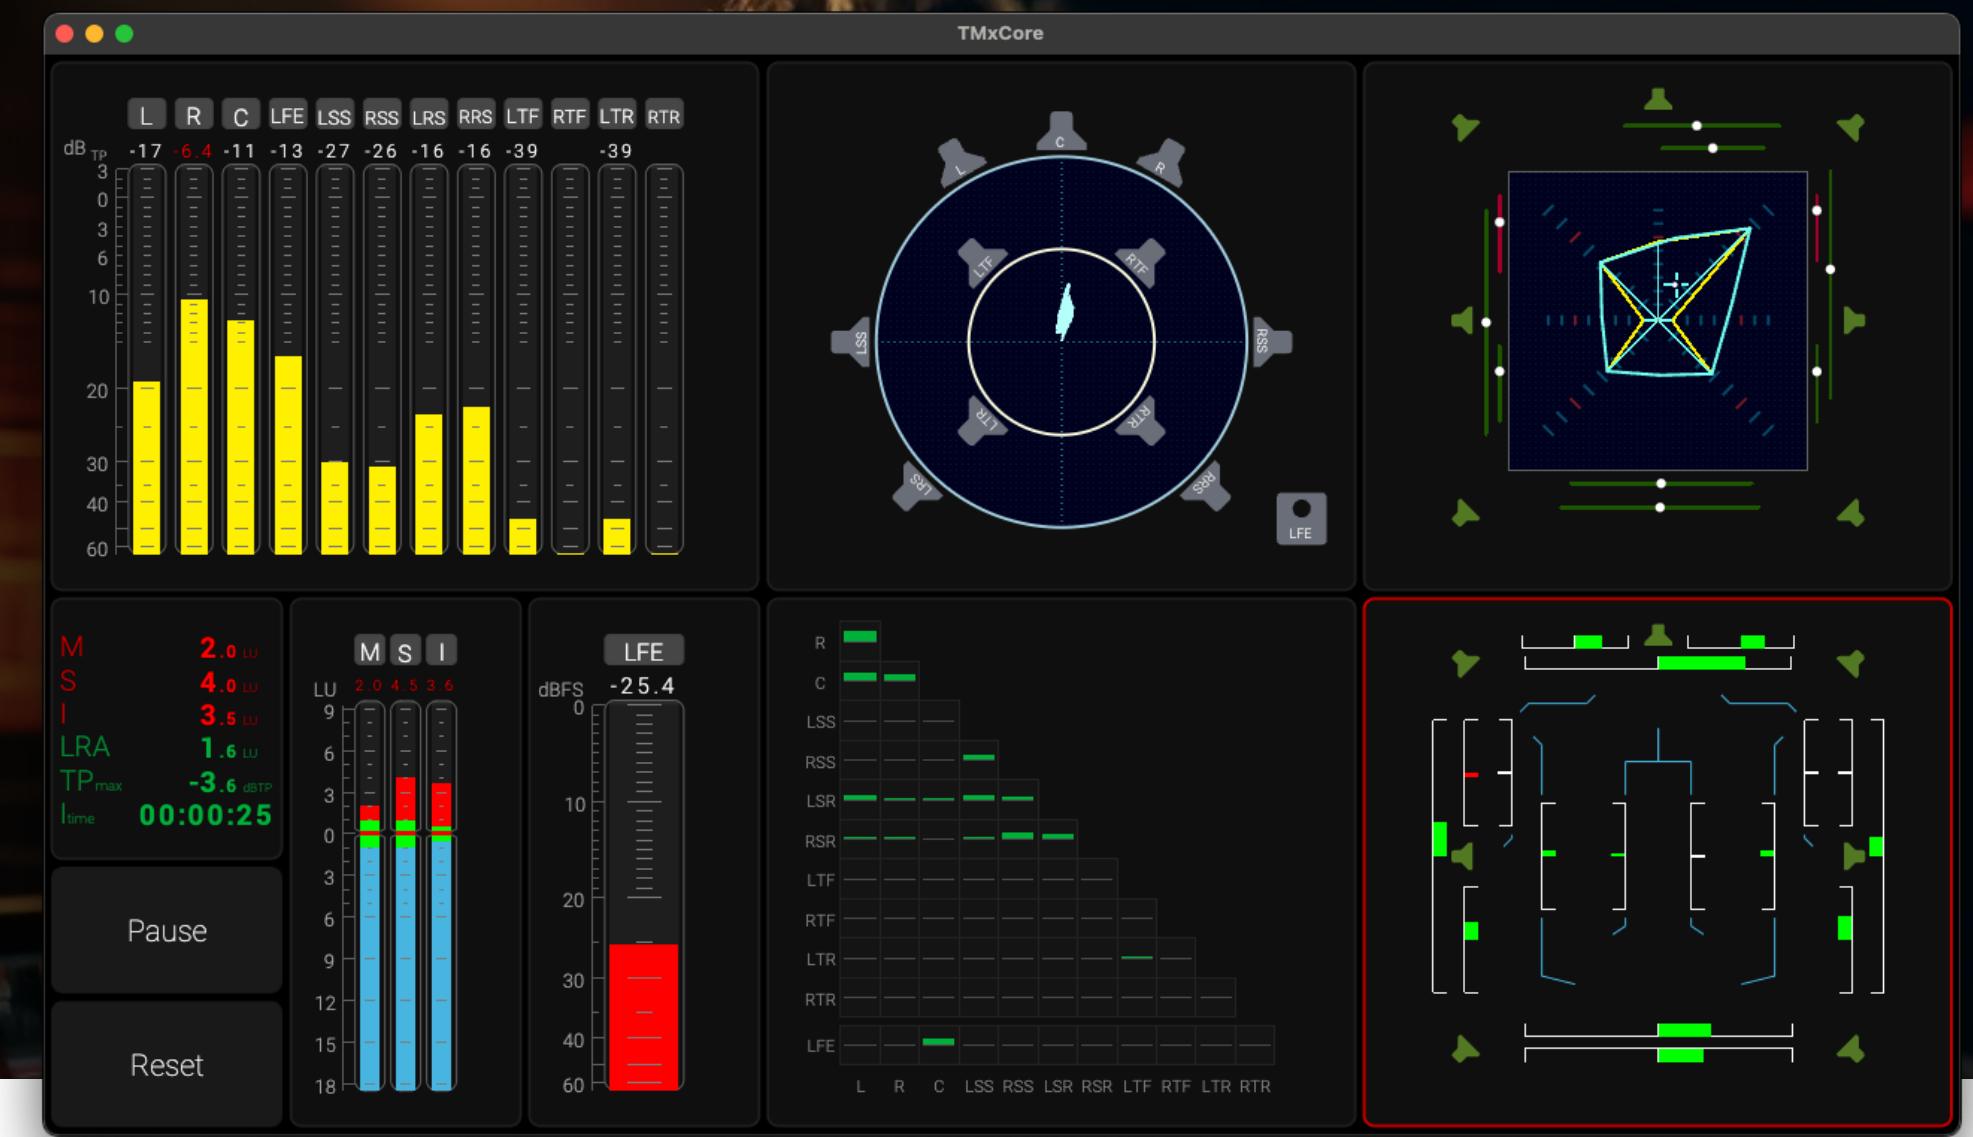 TMxCore
L R C LFE LSS RSS LRS RRS LTF RTF LTR RTR
dB TP -17 -6.4 -11 -13 -27 -26 -16 -16 -39 -39
3
0
3
6
10
20
30
40
60
C
L
R
LTF
RTF
LSS
RSS
LTR
RTR
LRS
RRS
LFE
M 2.0 LU
S 4.0 LU
I 3.5 LU
LRA 1.6 LU
TPmax -3.6 dBTP
Itime 00:00:25
Pause
Reset
M S I
LU 2.0 4.5 3.6
9
6
3
0
3
6
9
12
15
18
LFE
dBFS -25.4
0
10
20
30
40
60
R
C
LSS
RSS
LSR
RSR
LTF
RTF
LTR
RTR
LFE
L R C LSS RSS LSR RSR LTF RTF LTR RTR